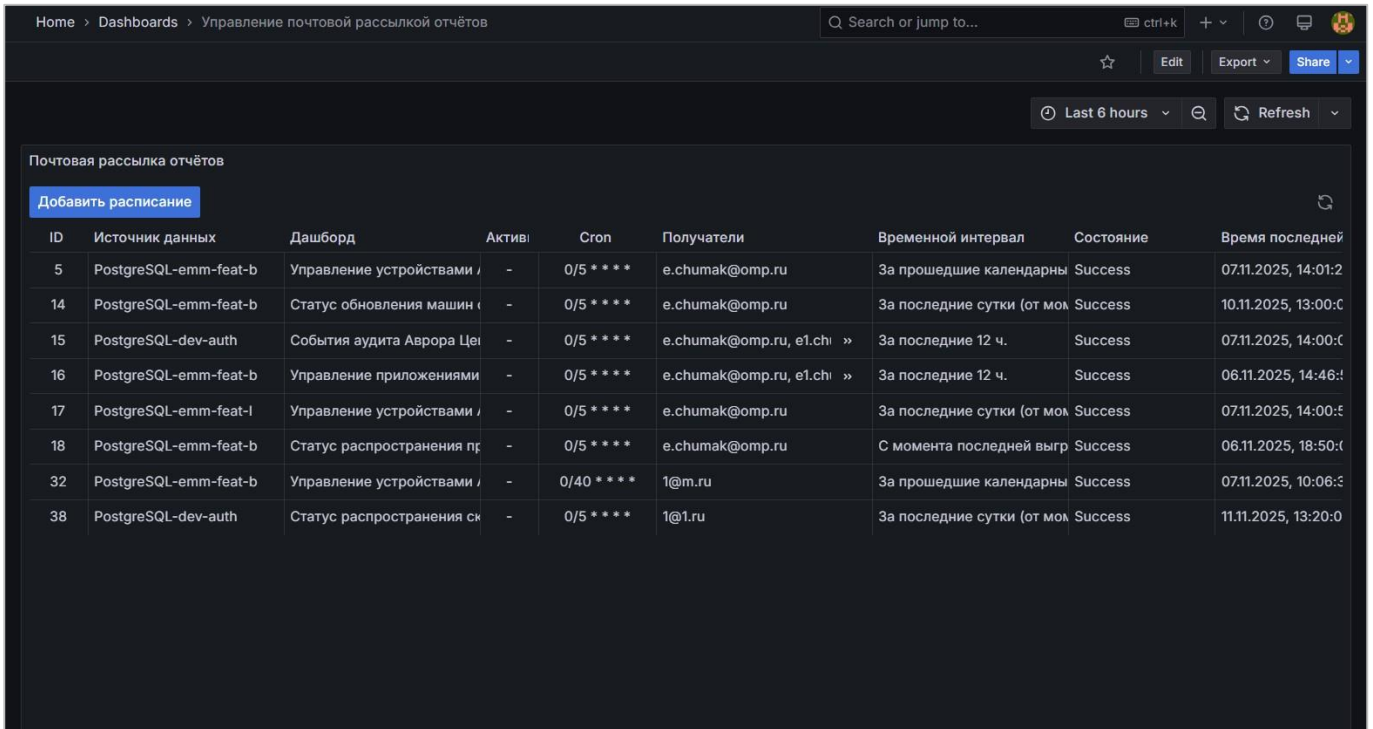 Home > Dashboards > Управление почтовой рассылкой отчётов Search or jump to... ctrl+k
Edit Export Share
Last 6 hours Refresh
Почтовая рассылка отчётов
Добавить расписание
ID Источник данных Дашборд Активı Cron Получатели Временной интервал Состояние Время последней
5 PostgreSQL-emm-feat-b Управление устройствами - 0/5 * * * * e.chumak@omp.ru За прошедшие календарны Success 07.11.2025, 14:01:2
14 PostgreSQL-emm-feat-b Статус обновления машин - 0/5 * * * * e.chumak@omp.ru За последние сутки (от мом Success 10.11.2025, 13:00:0
15 PostgreSQL-dev-auth События аудита Аврора Цен - 0/5 * * * * e.chumak@omp.ru, e1.ch » За последние 12 ч. Success 07.11.2025, 14:00:0
16 PostgreSQL-emm-feat-b Управление приложениями - 0/5 * * * * e.chumak@omp.ru, e1.ch » За последние 12 ч. Success 06.11.2025, 14:46:5
17 PostgreSQL-emm-feat-l Управление устройствами - 0/5 * * * * e.chumak@omp.ru За последние сутки (от мом Success 07.11.2025, 14:00:5
18 PostgreSQL-emm-feat-b Статус распространения пр - 0/5 * * * * e.chumak@omp.ru С момента последней выгр Success 06.11.2025, 18:50:0
32 PostgreSQL-emm-feat-b Управление устройствами - 0/40 * * * * 1@m.ru За прошедшие календарны Success 07.11.2025, 10:06:3
38 PostgreSQL-dev-auth Статус распространения ск - 0/5 * * * * 1@1.ru За последние сутки (от мом Success 11.11.2025, 13:20:0